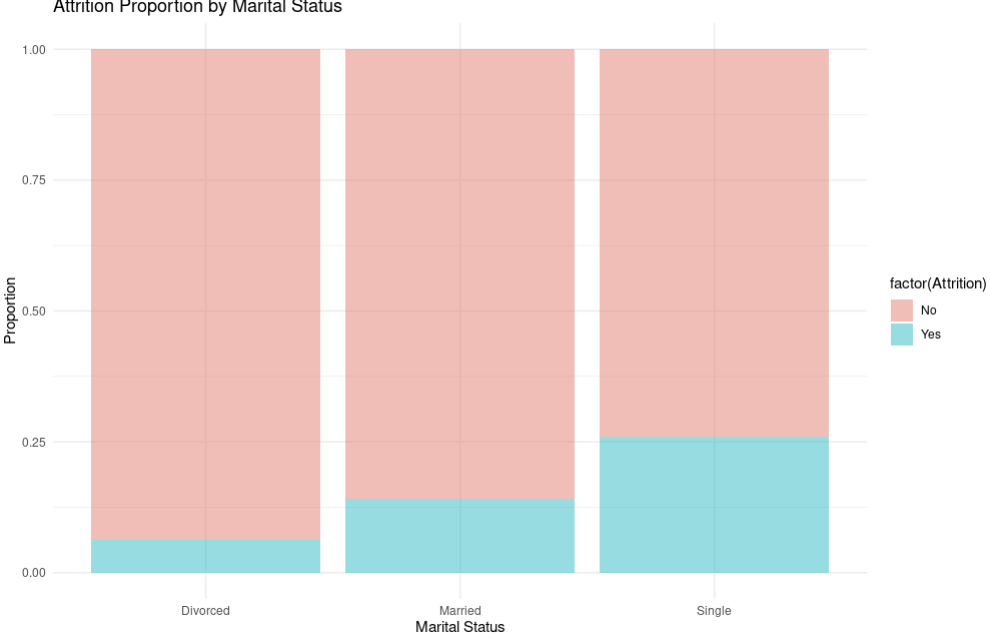 Attrition Proportion by Marital Status
1.00
0.75
0.50
0.25
0.00
Proportion
Divorced
Married
Single
Marital Status
factor(Attrition)
No
Yes